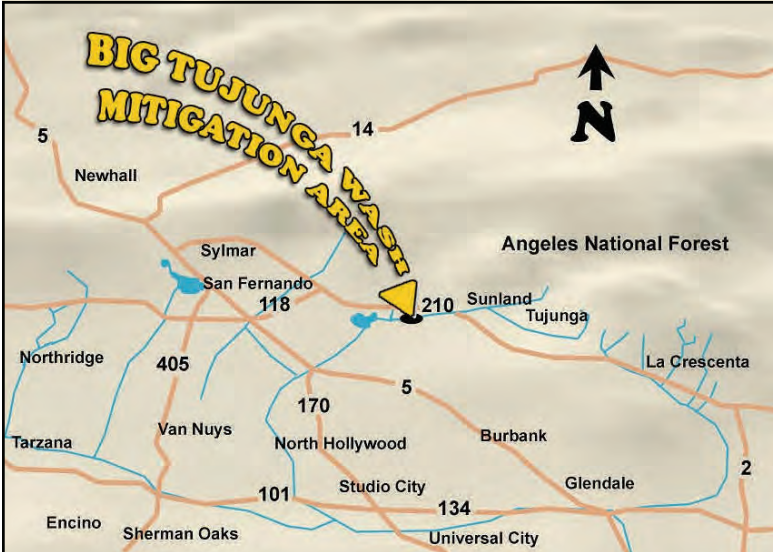 BIG TUJUNGA WASH
MITIGATION AREA
N
14
5
Newhall
Sylmar
Angeles National Forest
San Fernando
118
210
Sunland
Tujunga
Northridge
405
La Crescenta
5
170
Tarzana
Van Nuys
North Hollywood
Burbank
2
101
Studio City
134
Glendale
Encino
Sherman Oaks
Universal City